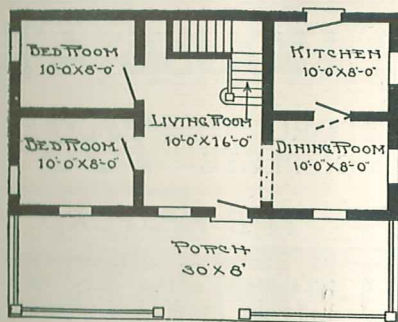 BEDROOM
10'-0"X8'-0"
KITCHEN
10'-0"X8'-0"
LIVING ROOM
10'-0"X16'-0"
BEDROOM
10'-0"X8'-0"
DINING ROOM
10'-0"X8'-0"
PORCH
30'X8'